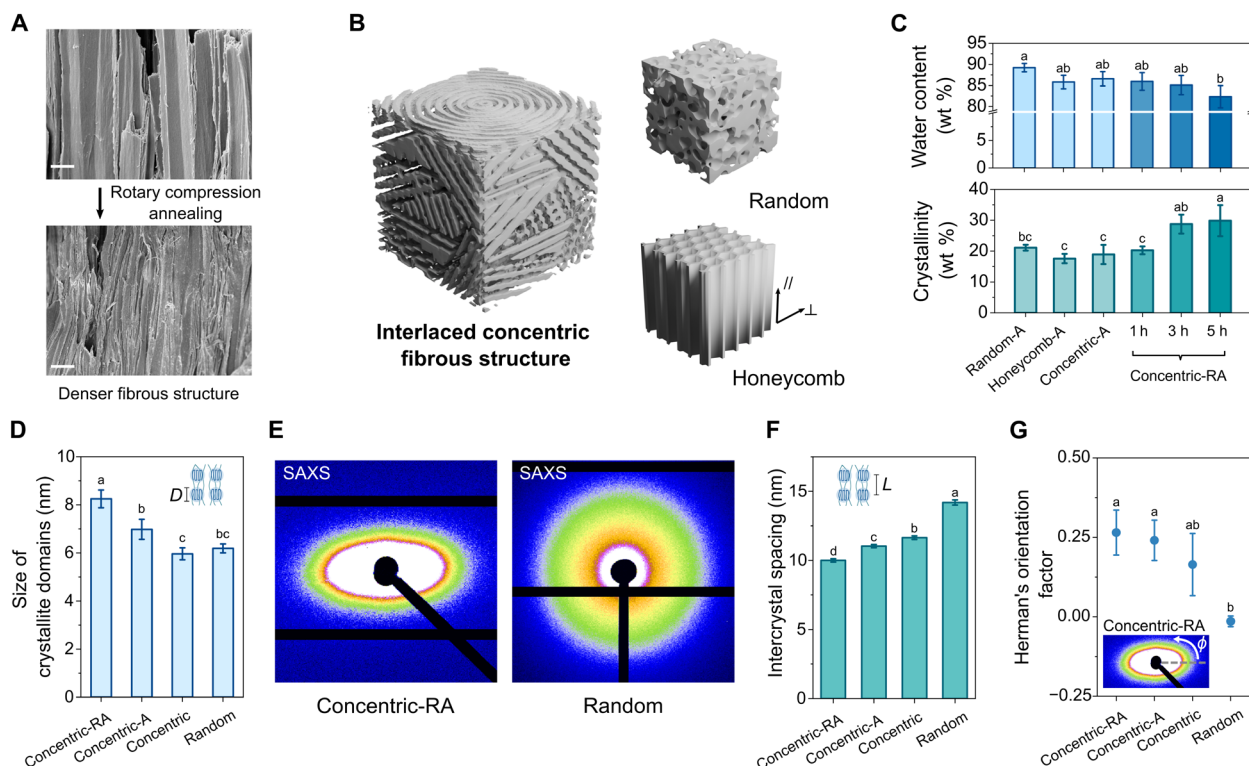 A
Rotary compression
annealing
Denser fibrous structure
B
Interlaced concentric
fibrous structure
Random
//
⊥
Honeycomb
C
Water content
(wt %)
95
90
85
80
a
ab
ab
ab
ab
b
Crystallinity
(wt %)
40
30
20
10
0
bc
c
c
c
ab
a
Random-A
Honeycomb-A
Concentric-A
1 h
3 h
5 h
Concentric-RA
D
Size of
crystallite domains (nm)
10
8
6
4
2
0
a
b
c
bc
D
Concentric-RA
Concentric-A
Concentric
Random
E
SAXS
Concentric-RA
SAXS
Random
F
Intercrystal spacing (nm)
15
10
5
0
d
c
b
a
L
Concentric-RA
Concentric-A
Concentric
Random
G
Herman's orientation
factor
0.50
0.25
0.00
−0.25
a
a
ab
b
Concentric-RA
ϕ
Concentric-RA
Concentric-A
Concentric
Random